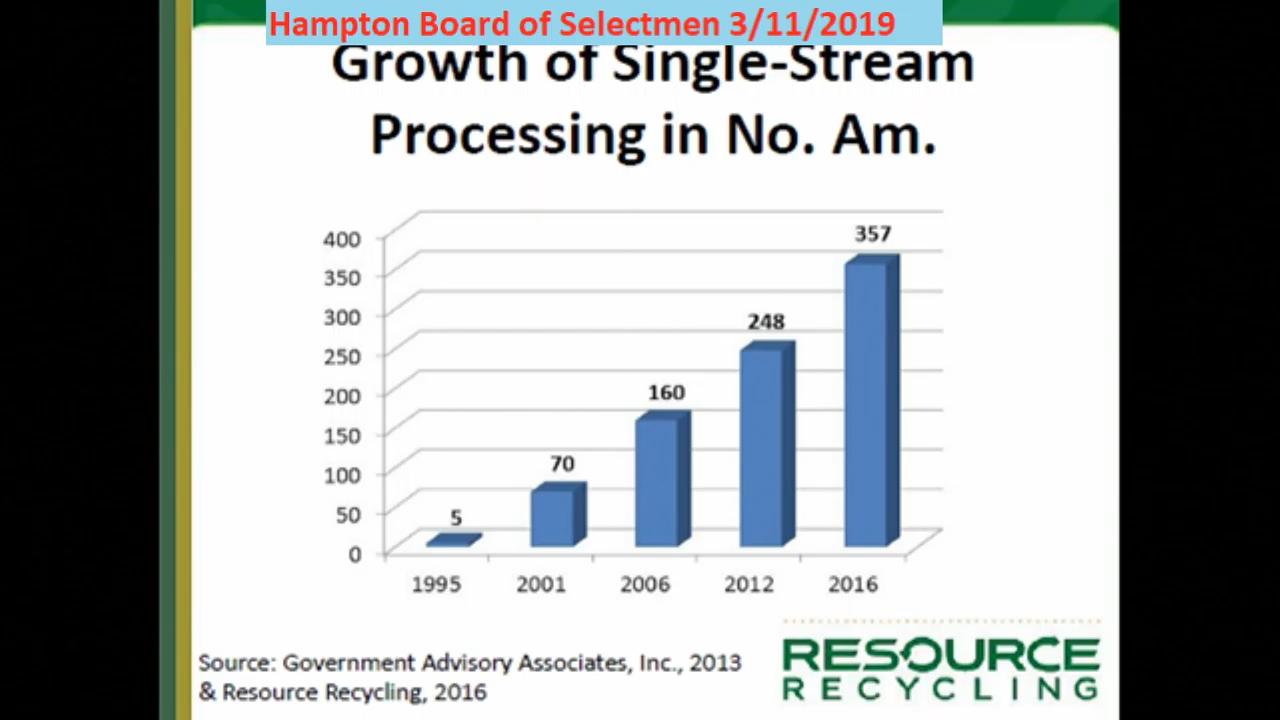 Hampton Board of Selectmen 3/11/2019
Growth of Single-Stream
Processing in No. Am.
400
350
300
250
200
150
100
50
0
5
70
160
248
357
1995
2001
2006
2012
2016
Source: Government Advisory Associates, Inc., 2013
& Resource Recycling, 2016
RESOURCE
RECYCLING